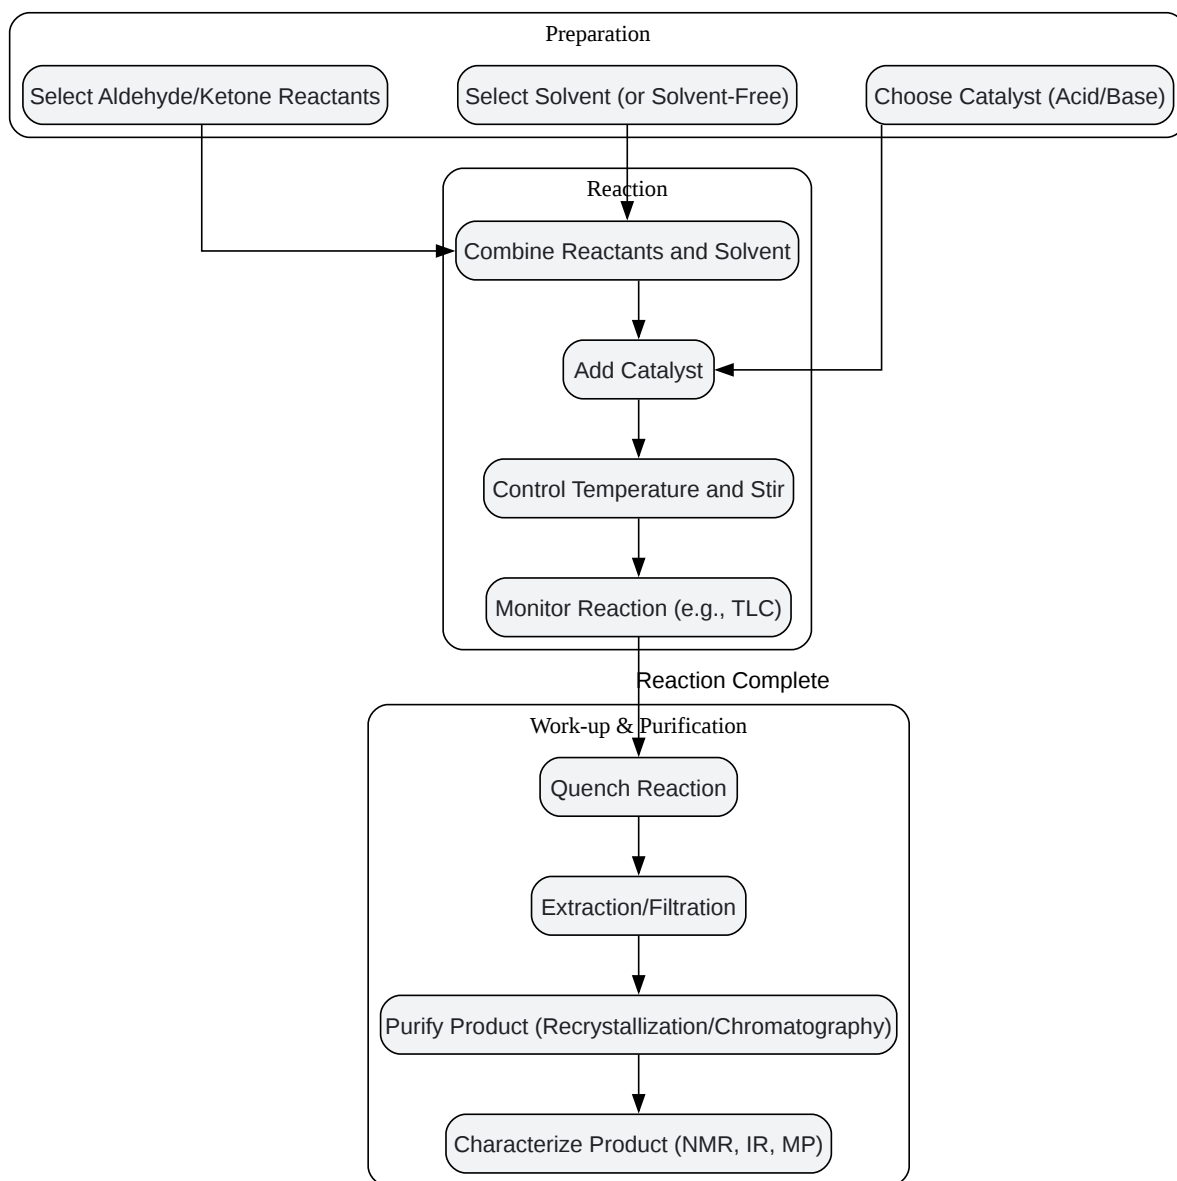 Preparation
Select Aldehyde/Ketone Reactants
Select Solvent (or Solvent-Free)
Choose Catalyst (Acid/Base)
Reaction
Combine Reactants and Solvent
Add Catalyst
Control Temperature and Stir
Monitor Reaction (e.g., TLC)
Reaction Complete
Work-up & Purification
Quench Reaction
Extraction/Filtration
Purify Product (Recrystallization/Chromatography)
Characterize Product (NMR, IR, MP)